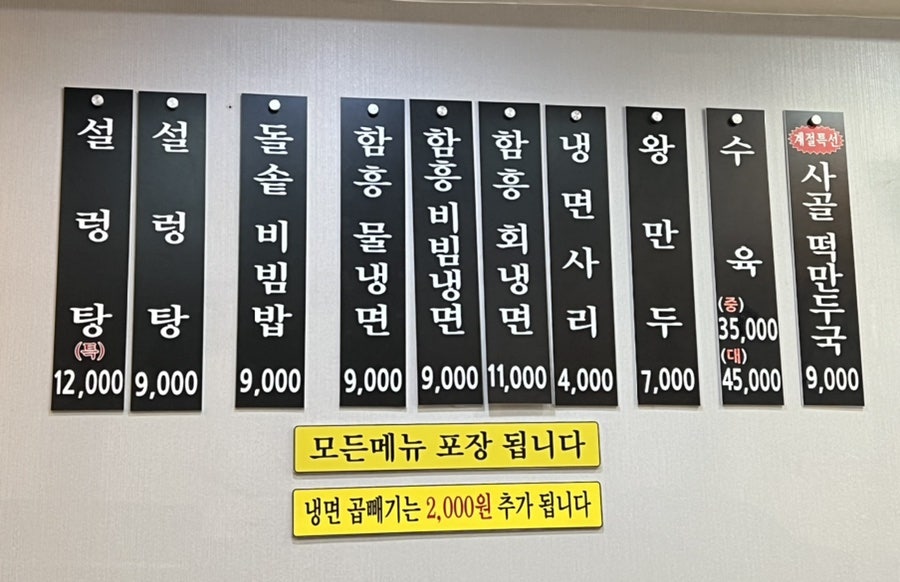 설렁탕
(특)
12,000
설렁탕
9,000
돌솥 비빔밥
9,000
함흥 물냉면
9,000
함흥 비빔냉면
9,000
함흥 회냉면
11,000
냉면사리
4,000
왕만두
7,000
수육
(중)
35,000
(대)
45,000
계절특선
사골 떡만두국
9,000
모든메뉴 포장 됩니다
냉면 곱빼기는 2,000원 추가 됩니다